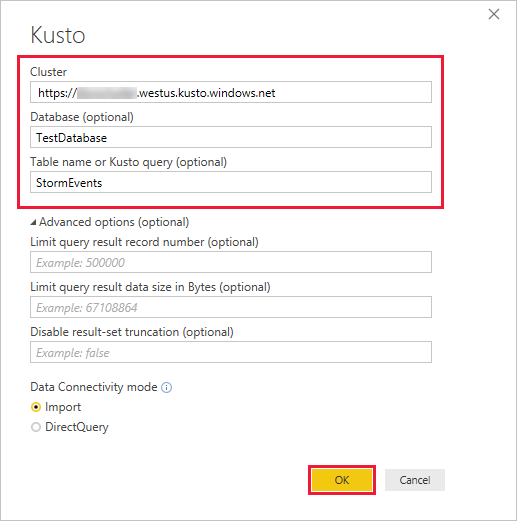 Kusto
Cluster
https:// .westus.kusto.windows.net
Database (optional)
TestDatabase
Table name or Kusto query (optional)
StormEvents
Advanced options (optional)
Limit query result record number (optional)
Example: 500000
Limit query result data size in Bytes (optional)
Example: 67108864
Disable result-set truncation (optional)
Example: false
Data Connectivity mode
Import
DirectQuery
OK Cancel